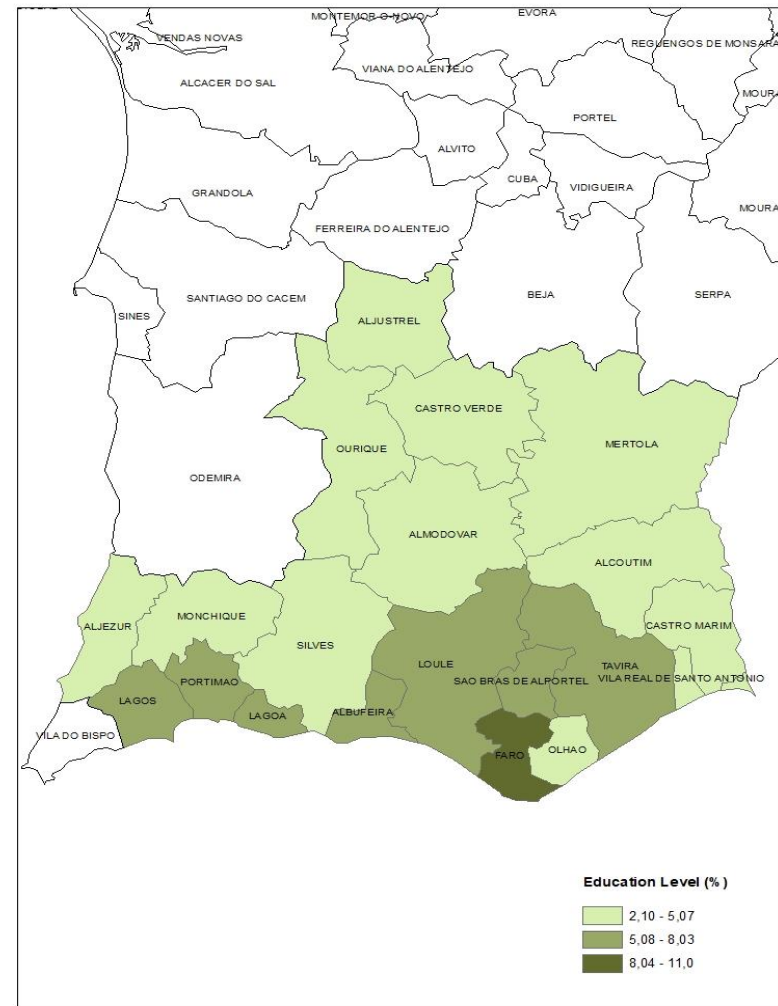 MONTEMOR O-NOVO
EVORA
VENDAS NOVAS
REGUENGOS DE MONSARA
VIANA DO ALENTEJO
ALCACER DO SAL
MOURA
PORTEL
ALVITO
CUBA
VIDIGUEIRA
GRANDOLA
MOURA
FERREIRA DO ALENTEJO
BEJA
SERPA
SANTIAGO DO CACEM
SINES
ALJUSTREL
CASTRO VERDE
MERTOLA
OURIQUE
ODEMIRA
ALMODOVAR
ALCOUTIM
MONCHIQUE
ALJEZUR
CASTRO MARIM
SILVES
LOULE
TAVIRA
PORTIMAO
SAO BRAS DE ALPORTEL
VILA REAL DE SANTO ANTONIO
LAGOS
LAGOA
ALBUFEIRA
VILA DO BISPO
FARO
OLHAO
Education Level (%)
2,10 - 5,07
5,08 - 8,03
8,04 - 11,0